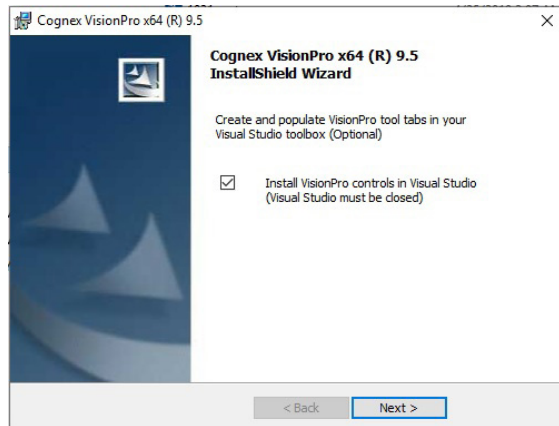 Cognex VisionPro x64 (R) 9.5
Cognex VisionPro x64 (R) 9.5
InstallShield Wizard
Create and populate VisionPro tool tabs in your
Visual Studio toolbox (Optional)
Install VisionPro controls in Visual Studio
(Visual Studio must be closed)
< Back
Next >